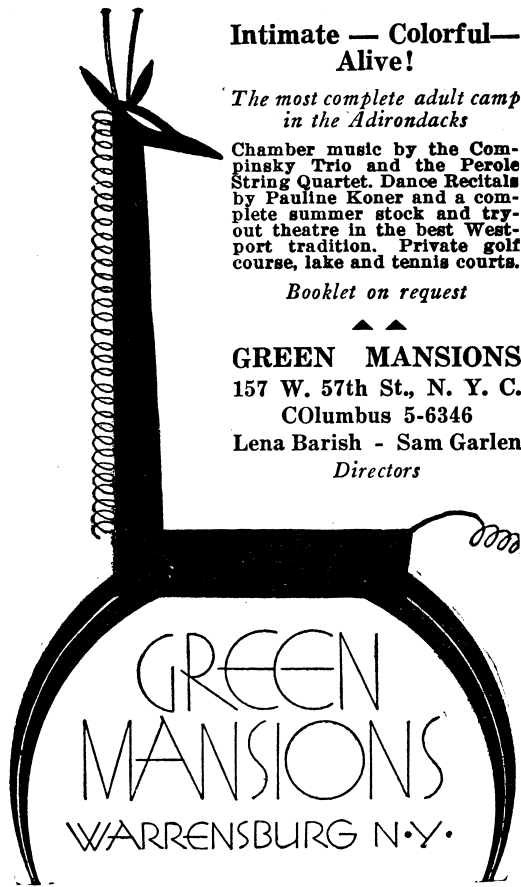 Intimate — Colorful—
Alive!
The most complete adult camp
in the Adirondacks
Chamber music by the Com-
pinsky Trio and the Perole
String Quartet. Dance Recitals
by Pauline Koner and a com-
plete summer stock and try-
out theatre in the best West-
port tradition. Private golf
course, lake and tennis courts.
Booklet on request
GREEN MANSIONS
157 W. 57th St., N. Y. C.
COlumbus 5-6346
Lena Barish - Sam Garlen
Directors
GREEN
MANSIONS
WARRENSBURG N•Y•